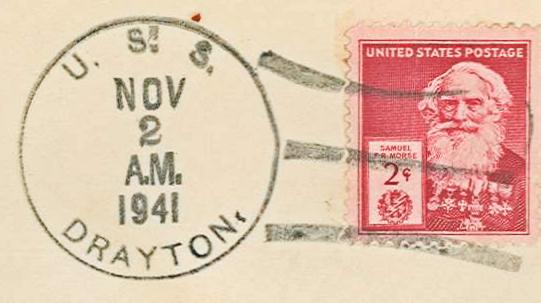 U. S. S.
NOV
2
A.M.
1941
DRAYTON.
UNITED STATES POSTAGE
SAMUEL
F.B. MORSE
2¢